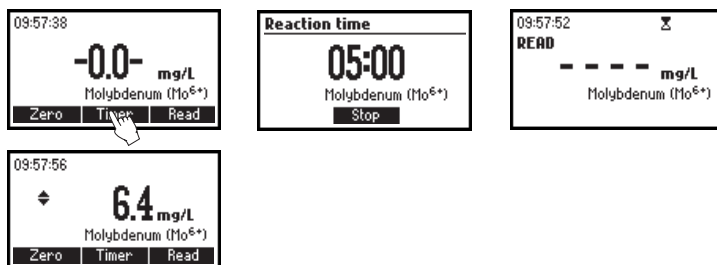 09:57:38
-0.0- mg/L
Molybdenum (Mo⁶⁺)
Zero Timer Read
Reaction time
05:00
Molybdenum (Mo⁶⁺)
Stop
09:57:52
READ
- - - - mg/L
Molybdenum (Mo⁶⁺)
09:57:56
6.4 mg/L
Molybdenum (Mo⁶⁺)
Zero Timer Read